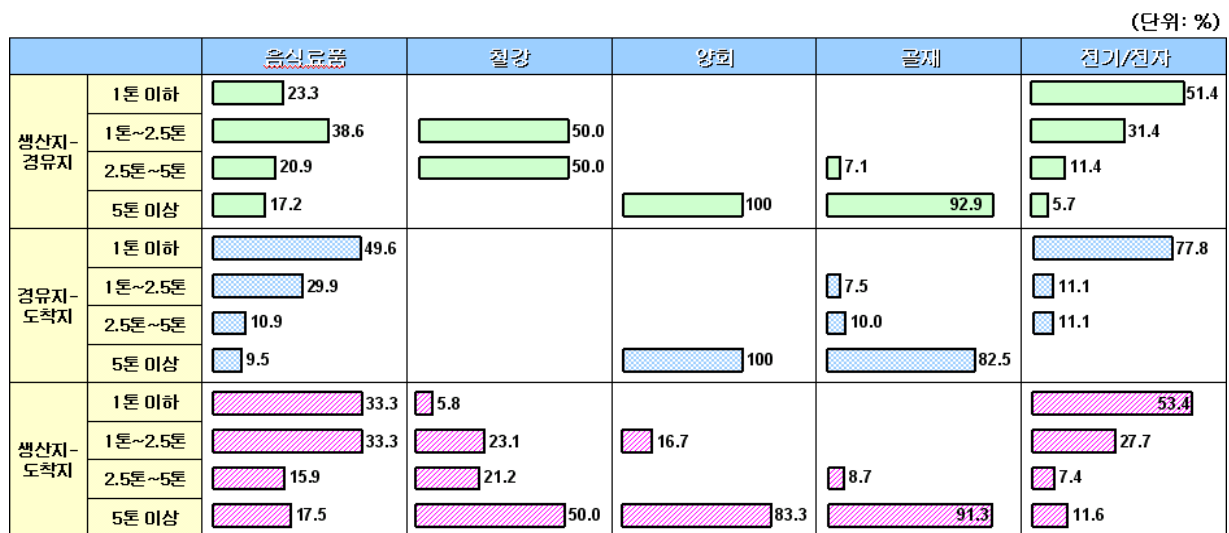 (단위: %)
음식료품 철강 양회 골재 전기/전자
생산지-
경유지
1톤 이하 23.3 51.4
1톤~2.5톤 38.6 50.0 31.4
2.5톤~5톤 20.9 50.0 7.1 11.4
5톤 이상 17.2 100 92.9 5.7
경유지-
도착지
1톤 이하 49.6 77.8
1톤~2.5톤 29.9 7.5 11.1
2.5톤~5톤 10.9 10.0 11.1
5톤 이상 9.5 100 82.5
생산지-
도착지
1톤 이하 33.3 5.8 53.4
1톤~2.5톤 33.3 23.1 16.7 27.7
2.5톤~5톤 15.9 21.2 8.7 7.4
5톤 이상 17.5 50.0 83.3 91.3 11.6